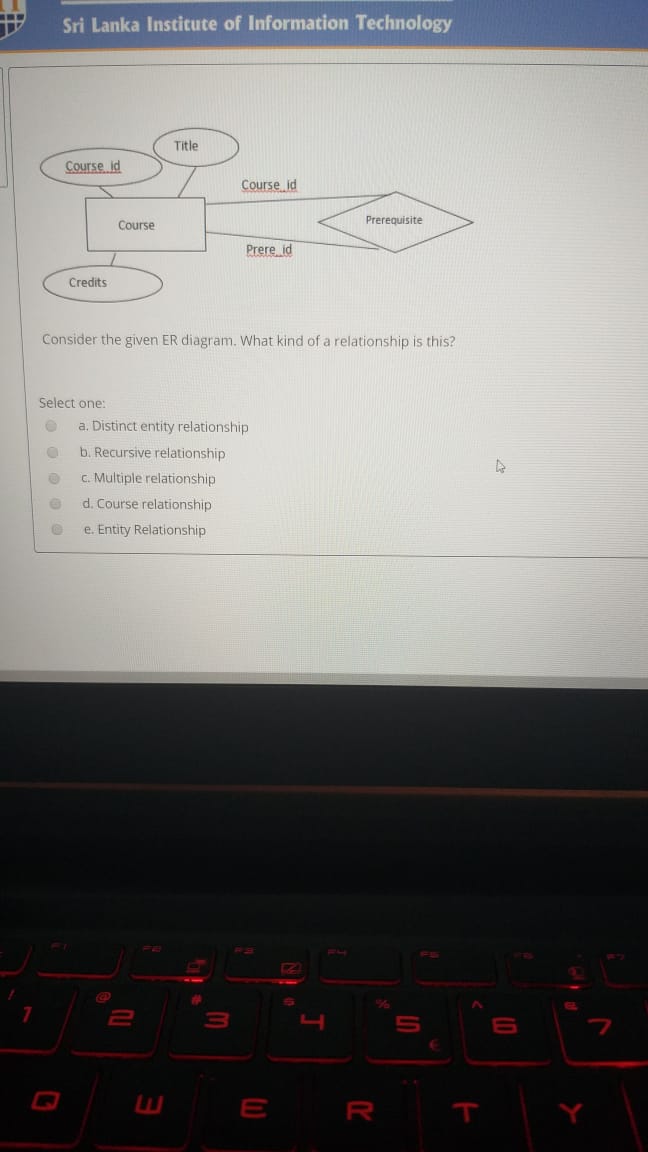 Sri Lanka Institute of Information Technology
Title
Course_id
Course_id
Prerequisite
Course
Prere_id
Credits
Consider the given ER diagram. What kind of a relationship is this?
Select one:
a. Distinct entity relationship
b. Recursive relationship
c. Multiple relationship
d. Course relationship
e. Entity Relationship
F1 F2 F3 F4 F5 F6 F7
! @ # $ % ^ &
1 2 3 4 5 € 6 7
Q W E R T Y